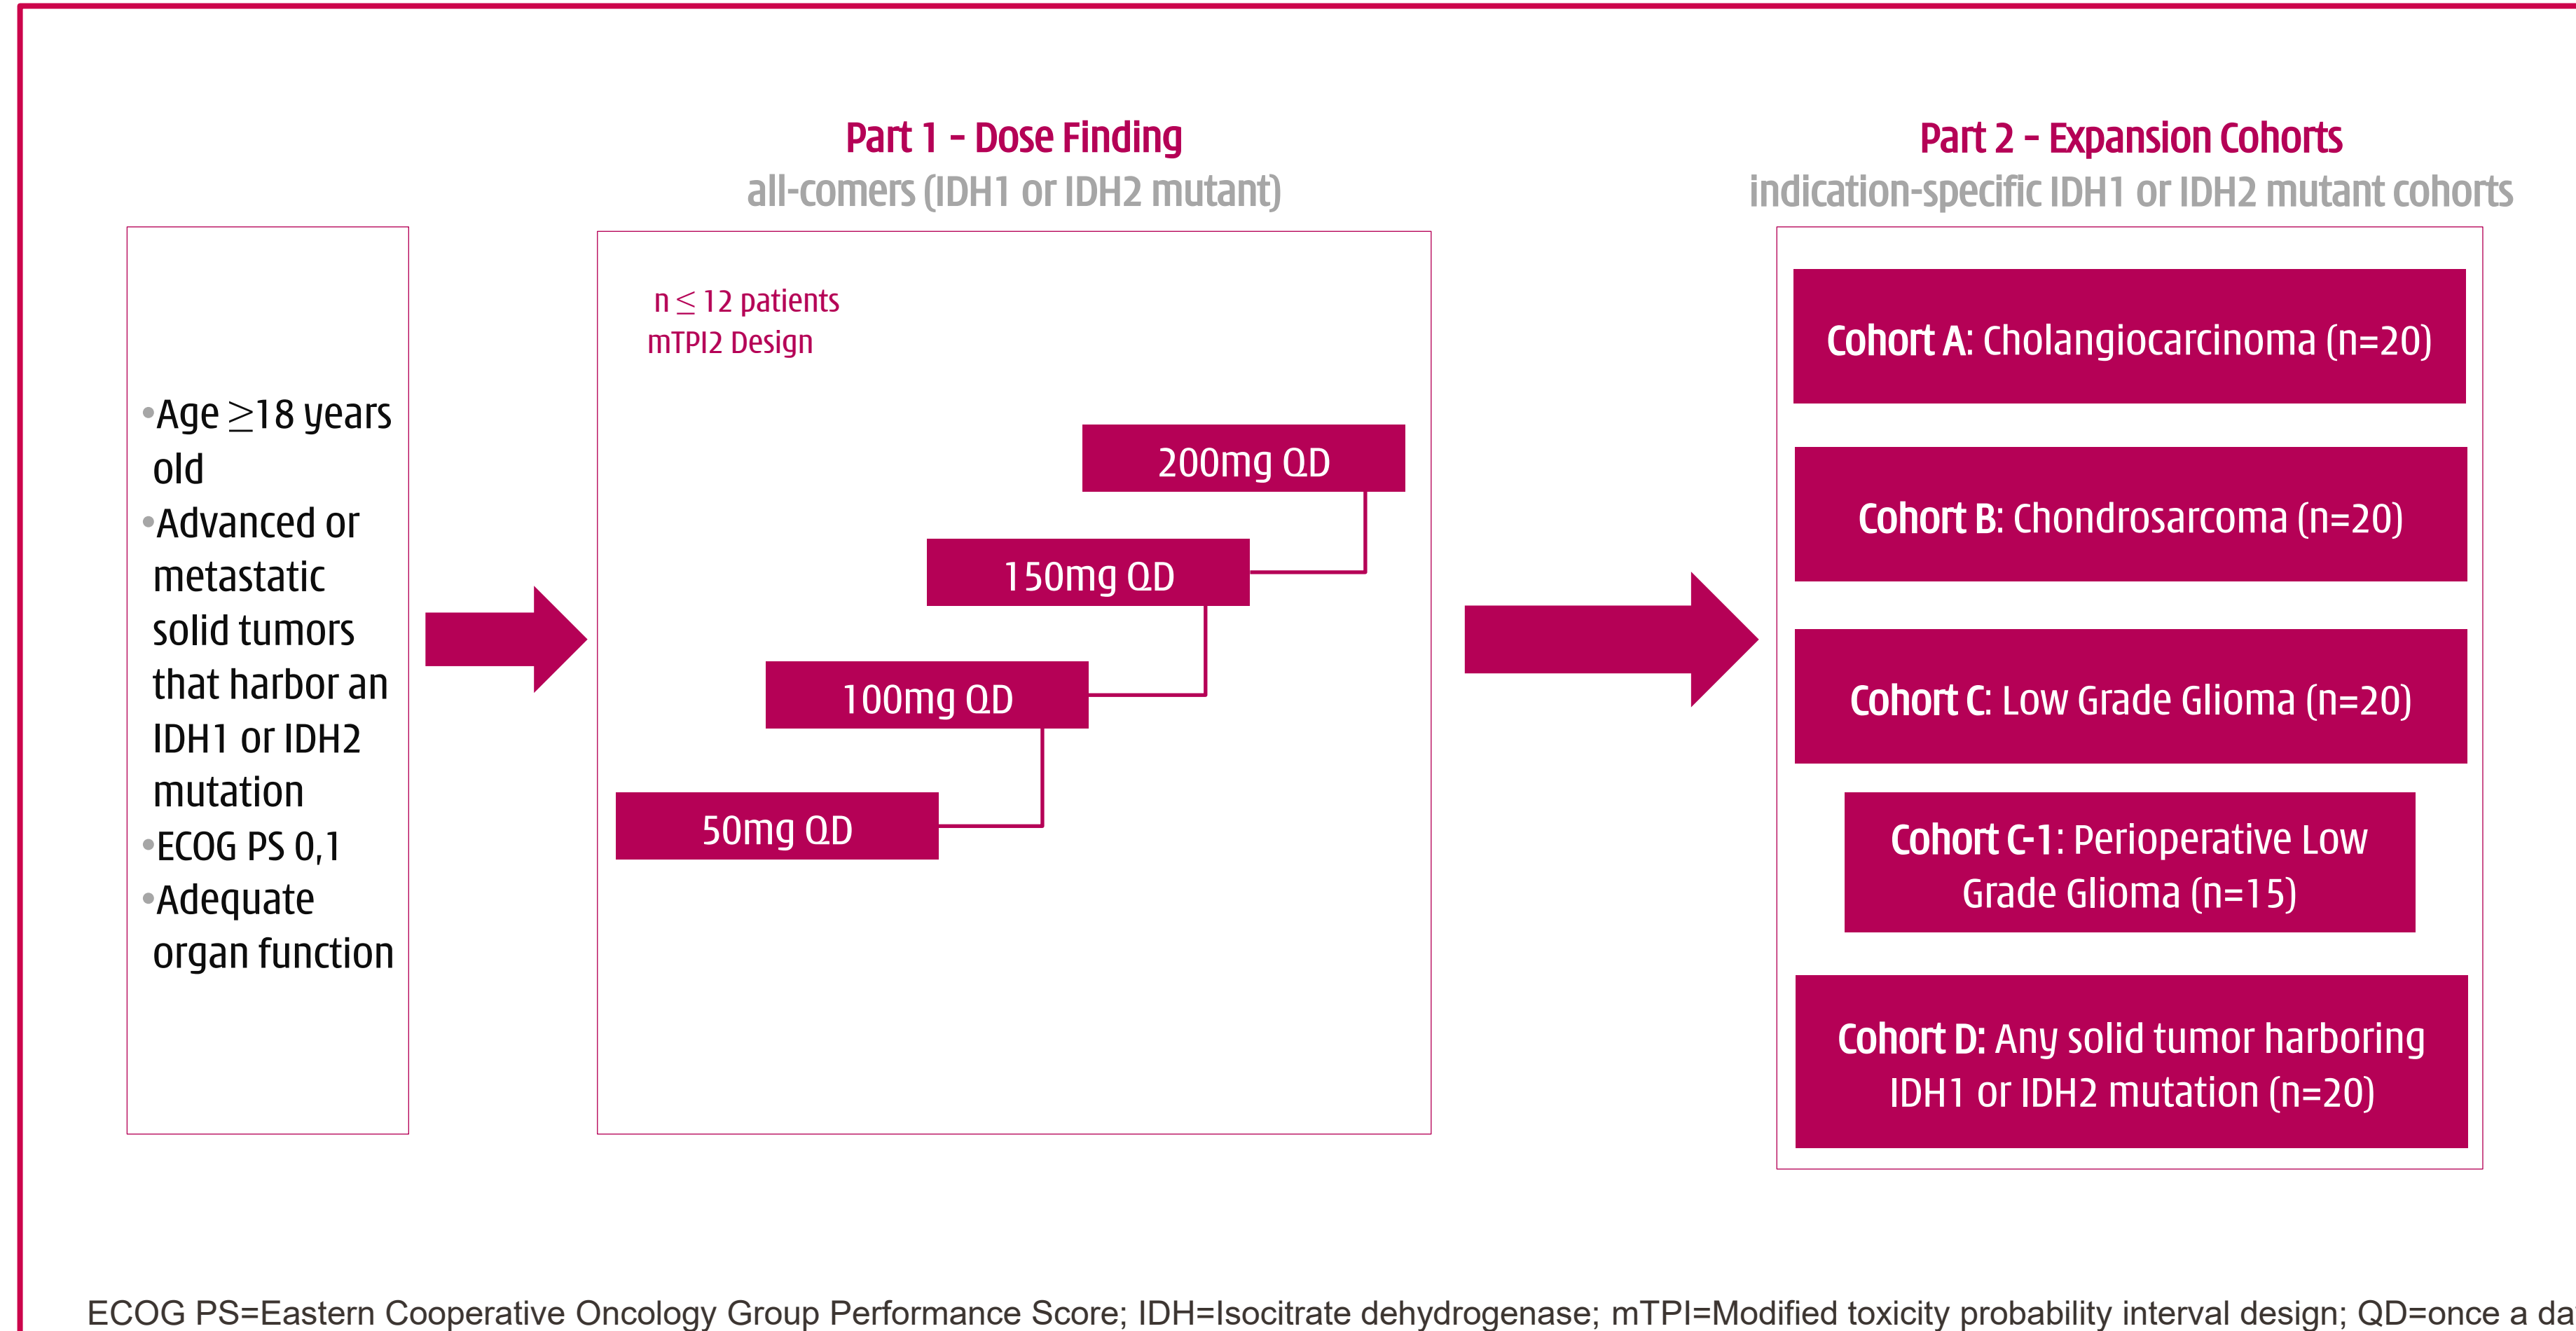 Part 1 – Dose Finding
all-comers (IDH1 or IDH2 mutant)
Part 2 – Expansion Cohorts
indication-specific IDH1 or IDH2 mutant cohorts
•Age ≥18 years
old
•Advanced or
metastatic
solid tumors
that harbor an
IDH1 or IDH2
mutation
•ECOG PS 0,1
•Adequate
organ function
n ≤ 12 patients
mTPI2 Design
200mg QD
150mg QD
100mg QD
50mg QD
Cohort A: Cholangiocarcinoma (n=20)
Cohort B: Chondrosarcoma (n=20)
Cohort C: Low Grade Glioma (n=20)
Cohort C-1: Perioperative Low
Grade Glioma (n=15)
Cohort D: Any solid tumor harboring
IDH1 or IDH2 mutation (n=20)
ECOG PS=Eastern Cooperative Oncology Group Performance Score; IDH=Isocitrate dehydrogenase; mTPI=Modified toxicity probability interval design; QD=once a da